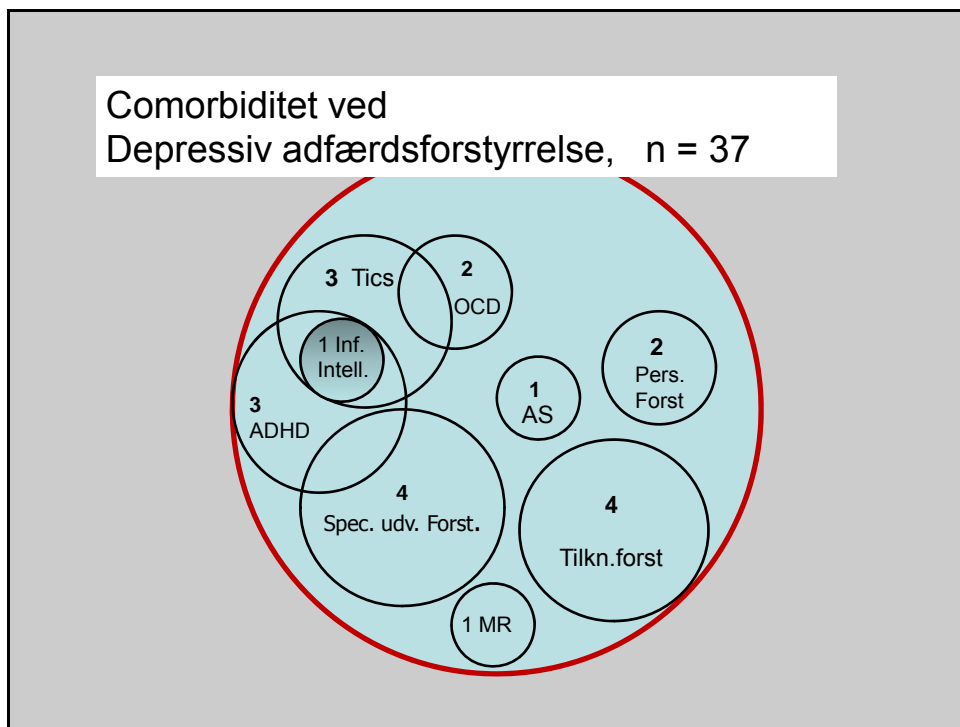 Comorbiditet ved
Depressiv adfærdsforstyrrelse, n = 37
3 Tics
2
OCD
1 Inf.
Intell.
3
ADHD
1
AS
2
Pers.
Forst
4
Spec. udv. Forst.
4
Tilkn.forst
1 MR